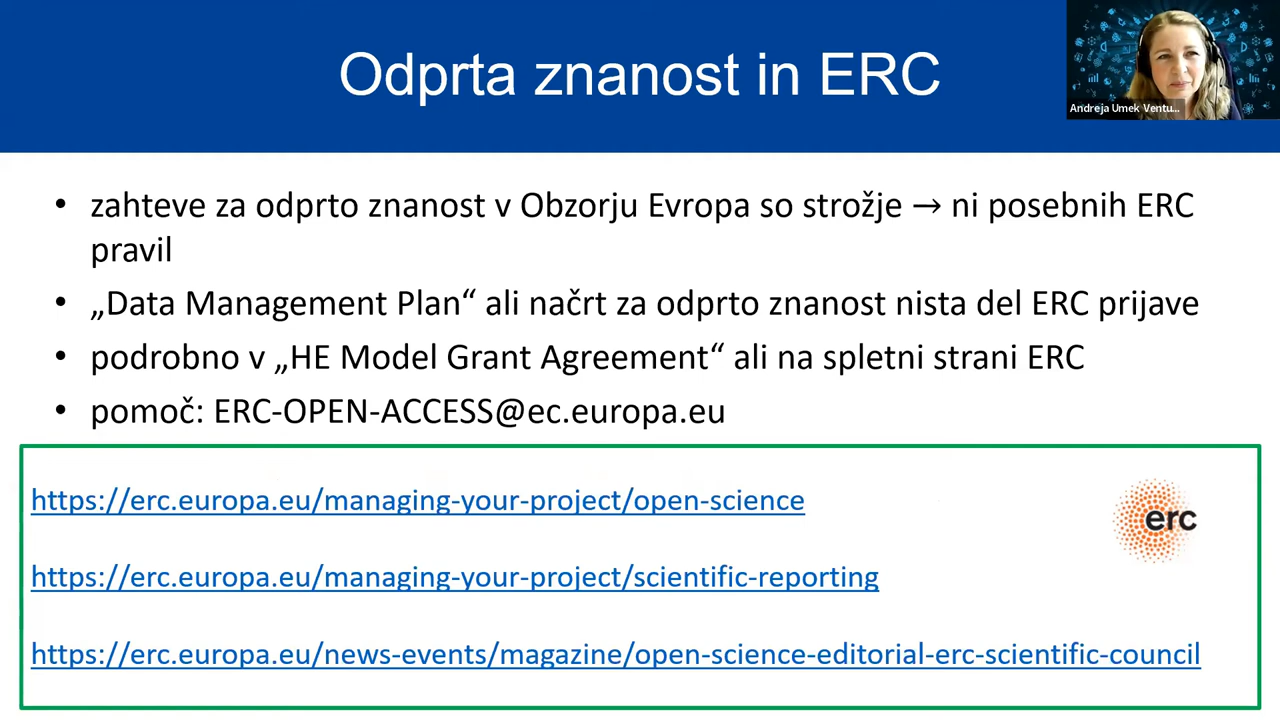 Odprta znanost in ERC
Andreja Umek Ventu...
• zahteve za odprto znanost v Obzorju Evropa so strožje → ni posebnih ERC
pravil
• „Data Management Plan“ ali načrt za odprto znanost nista del ERC prijave
• podrobno v „HE Model Grant Agreement“ ali na spletni strani ERC
• pomoč: ERC-OPEN-ACCESS@ec.europa.eu
https://erc.europa.eu/managing-your-project/open-science
erc
https://erc.europa.eu/managing-your-project/scientific-reporting
https://erc.europa.eu/news-events/magazine/open-science-editorial-erc-scientific-council